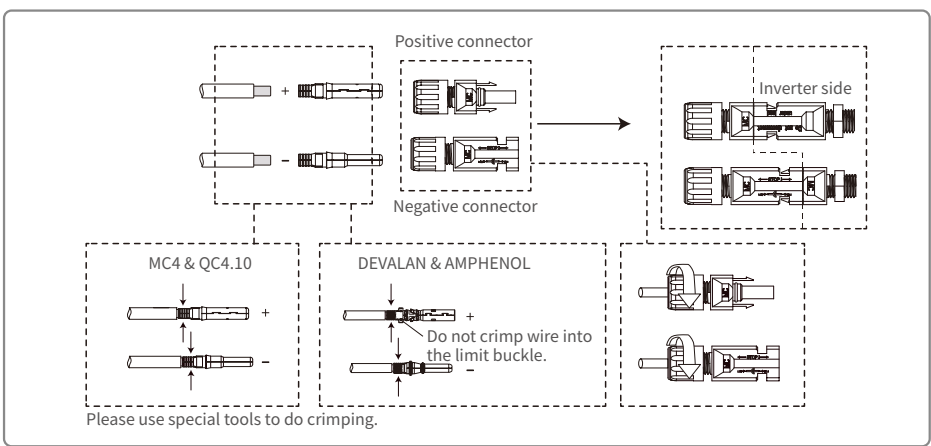 Positive connector
Inverter side
+
-
Negative connector
MC4 & QC4.10
+
-
DEVALAN & AMPHENOL
+
Do not crimp wire into
the limit buckle.
-
Please use special tools to do crimping.